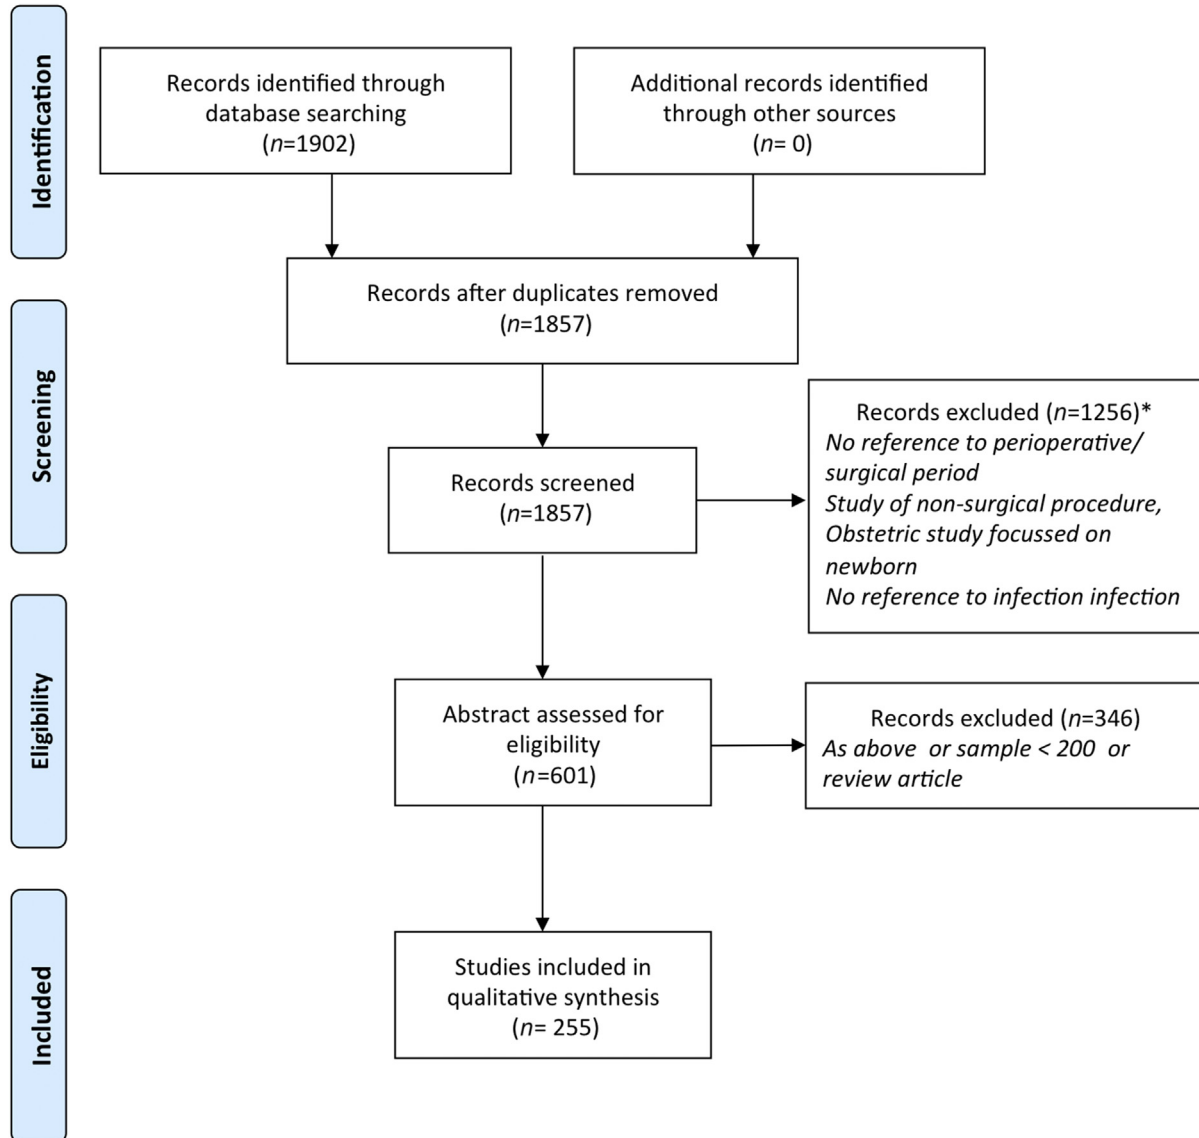 Identification
Records identified through
database searching
(n=1902)
Additional records identified
through other sources
(n= 0)
Records after duplicates removed
(n=1857)
Screening
Records screened
(n=1857)
Records excluded (n=1256)*
No reference to perioperative/
surgical period
Study of non-surgical procedure,
Obstetric study focussed on
newborn
No reference to infection infection
Eligibility
Abstract assessed for
eligibility
(n=601)
Records excluded (n=346)
As above  or sample < 200  or
review article
Included
Studies included in
qualitative synthesis
(n= 255)